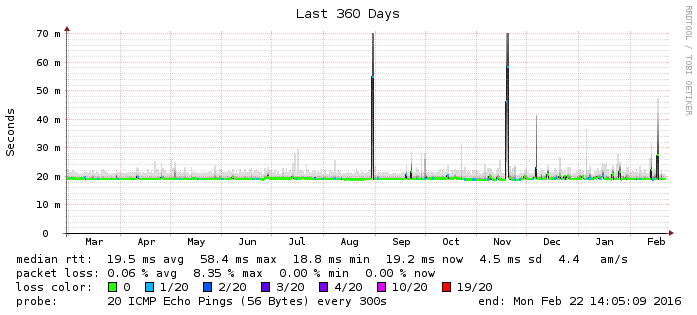 Last 360 Days
RRDTOOL / TOBI OETIKER
Seconds
70 m
60 m
50 m
40 m
30 m
20 m
10 m
0
Mar Apr May Jun Jul Aug Sep Oct Nov Dec Jan Feb
median rtt: 19.5 ms avg 58.4 ms max 18.8 ms min 19.2 ms now 4.5 ms sd 4.4 am/s
packet loss: 0.06 % avg 8.35 % max 0.00 % min 0.00 % now
loss color: 0 1/20 2/20 3/20 4/20 10/20 19/20
probe: 20 ICMP Echo Pings (56 Bytes) every 300s end: Mon Feb 22 14:05:09 2016